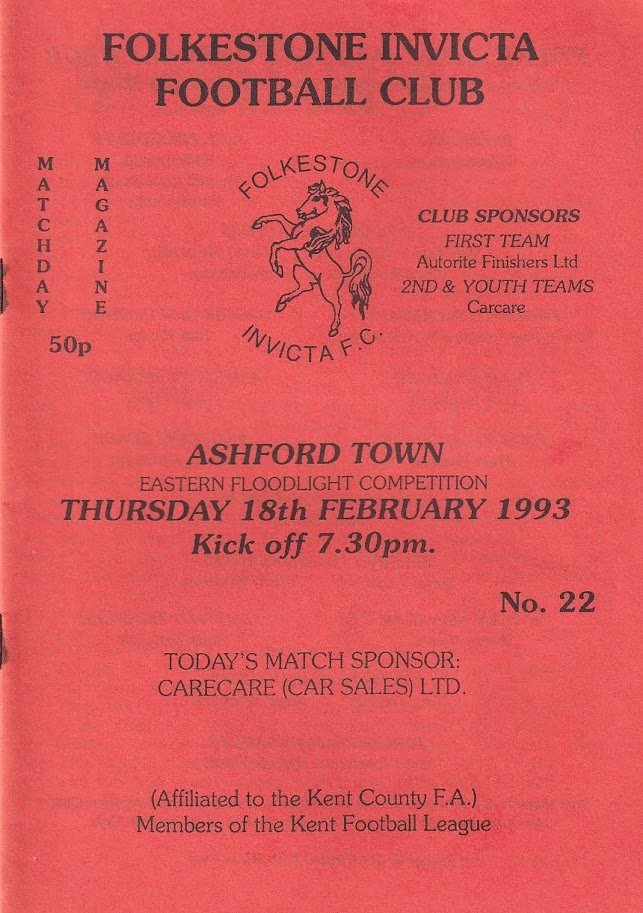 FOLKESTONE INVICTA
FOOTBALL CLUB
MATCHDAY
MAGAZINE
50p
FOLKESTONE
INVICTA F.C.
CLUB SPONSORS
FIRST TEAM
Autorite Finishers Ltd
2ND & YOUTH TEAMS
Carcare
ASHFORD TOWN
EASTERN FLOODLIGHT COMPETITION
THURSDAY 18th FEBRUARY 1993
Kick off 7.30pm.
No. 22
TODAY'S MATCH SPONSOR:
CARECARE (CAR SALES) LTD.
(Affiliated to the Kent County F.A.)
Members of the Kent Football League